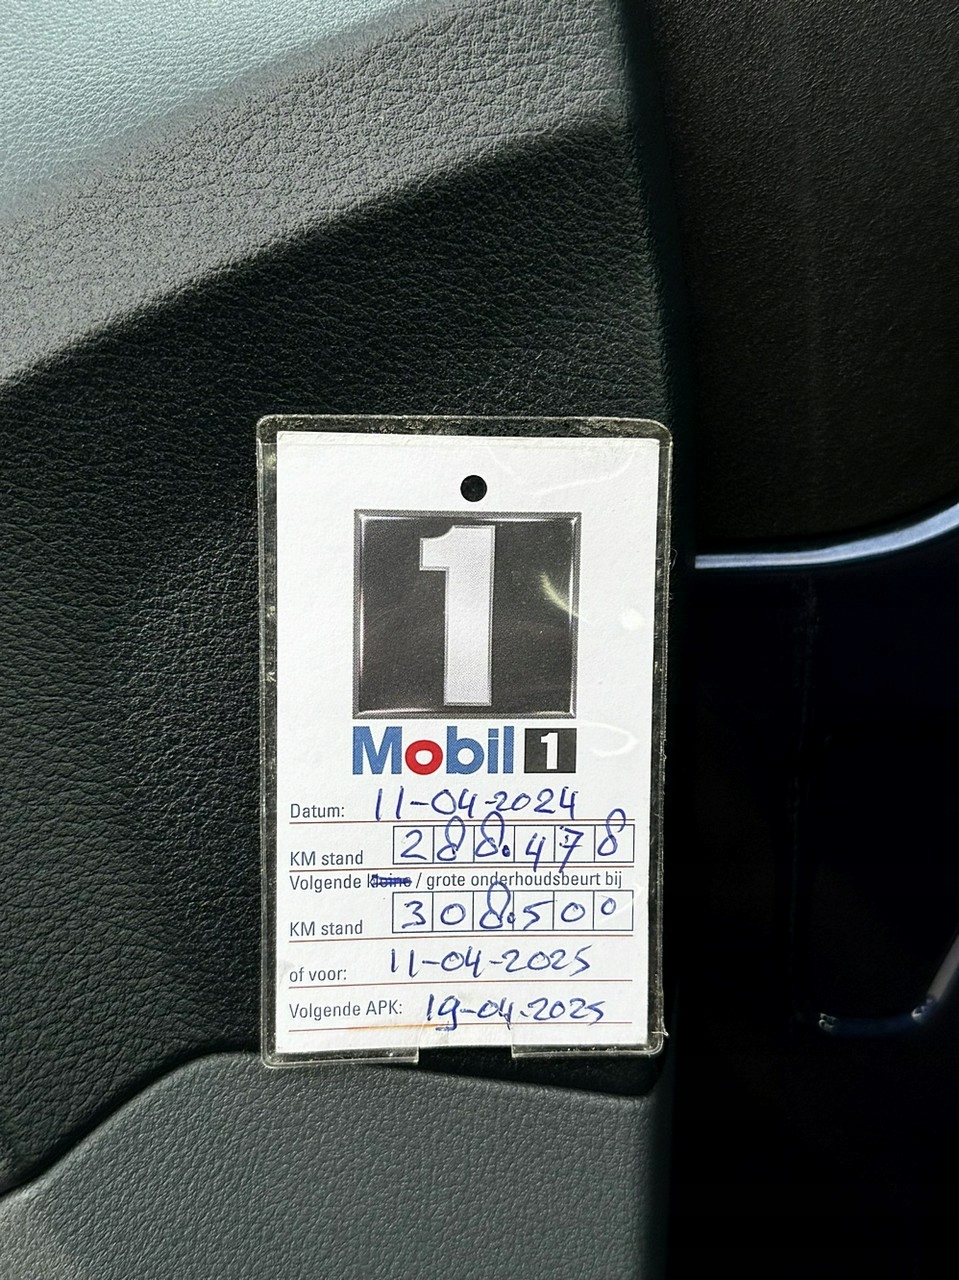 1
Mobil 1
Datum: 11-04-2024
KM stand 288.478
Volgende kleine / grote onderhoudsbeurt bij
KM stand 308.500
of voor: 11-04-2025
Volgende APK: 19-04-2025